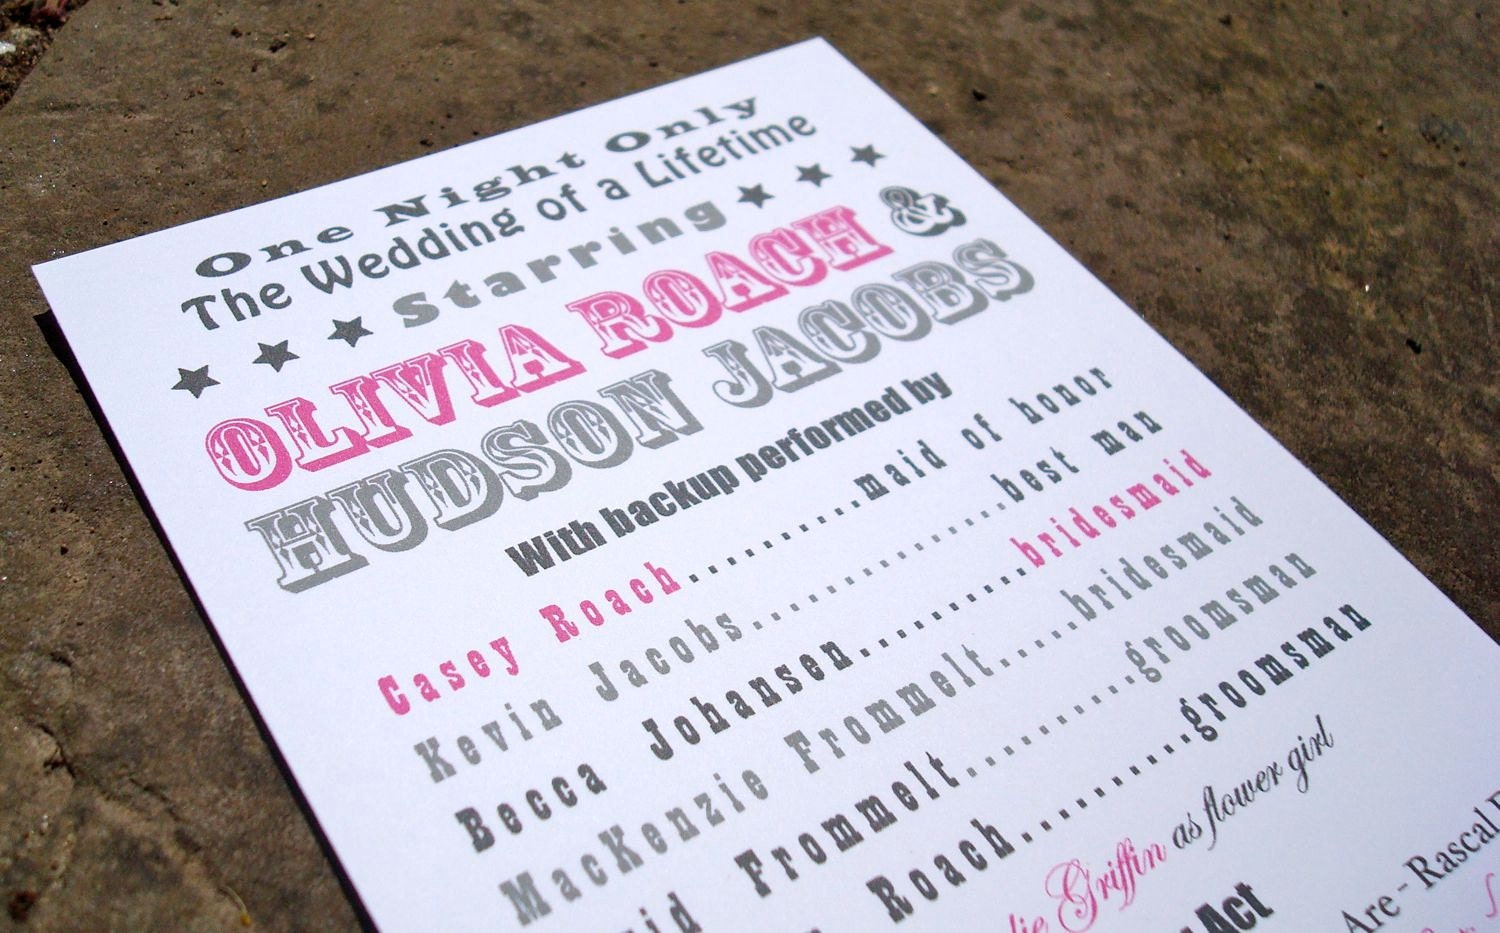 One Night Only
The Wedding of a Lifetime
★ ★ ★ Starring ★ ★ ★
OLIVIA ROACH &
HUDSON JACOBS
With backup performed by
Casey Roach..........maid of honor
Kevin Jacobs...............best man
Becca Johansen..........bridesmaid
MacKenzie Frommelt.....bridesmaid
Frommelt..........groomsman
Roach..........groomsman
Griffin as flower girl
Act
Are - Rascal